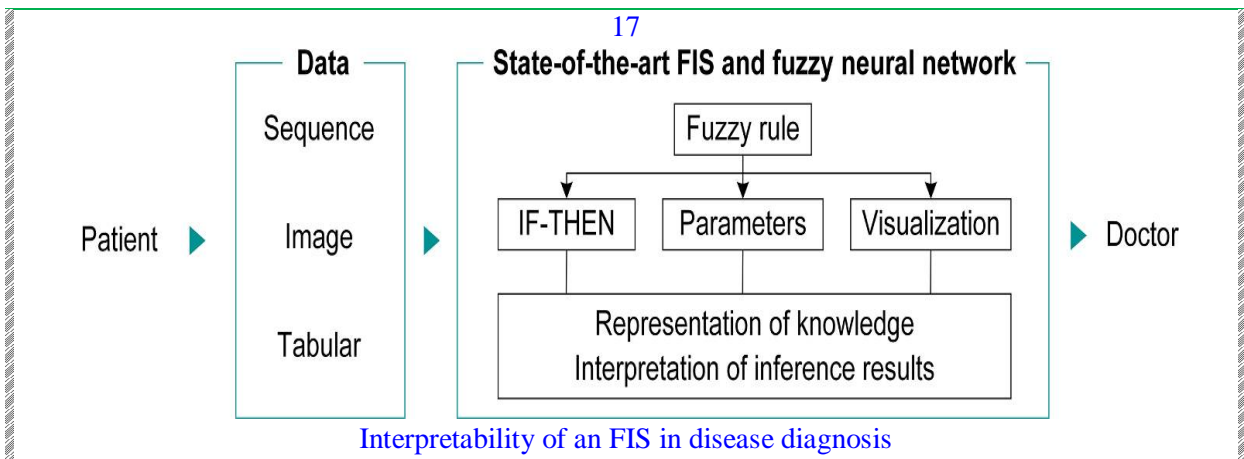 17
Data
Sequence
Image
Tabular
State-of-the-art FIS and fuzzy neural network
Fuzzy rule
IF-THEN
Parameters
Visualization
Representation of knowledge
Interpretation of inference results
Patient
Doctor
Interpretability of an FIS in disease diagnosis